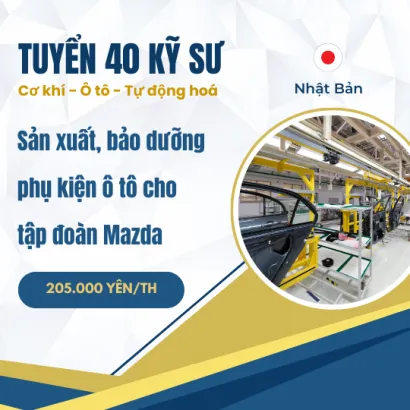 TUYỂN 40 KỸ SƯ
Cơ khí - Ô tô - Tự động hoá
Nhật Bản
Sản xuất, bảo dưỡng
phụ kiện ô tô cho
tập đoàn Mazda
205.000 YÊN/TH